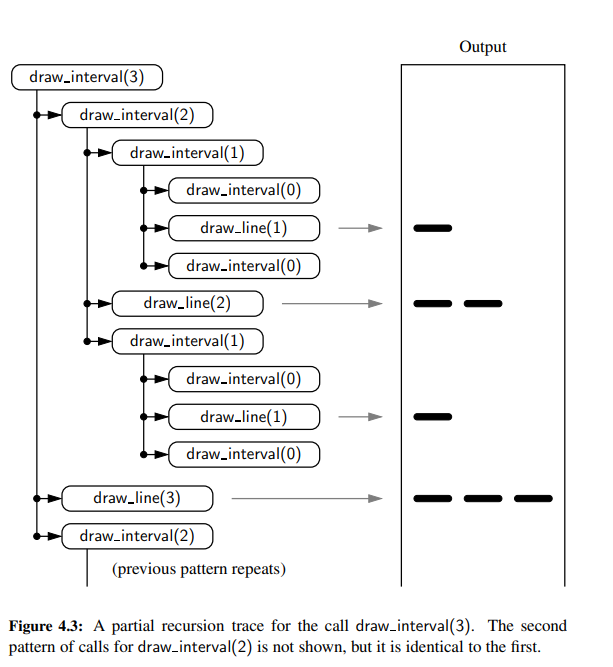 Output
draw_interval(3)
draw_interval(2)
draw_interval(1)
draw_interval(0)
draw_line(1)
draw_interval(0)
draw_line(2)
draw_interval(1)
draw_interval(0)
draw_line(1)
draw_interval(0)
draw_line(3)
draw_interval(2)
(previous pattern repeats)
Figure 4.3: A partial recursion trace for the call draw_interval(3). The second
pattern of calls for draw_interval(2) is not shown, but it is identical to the first.